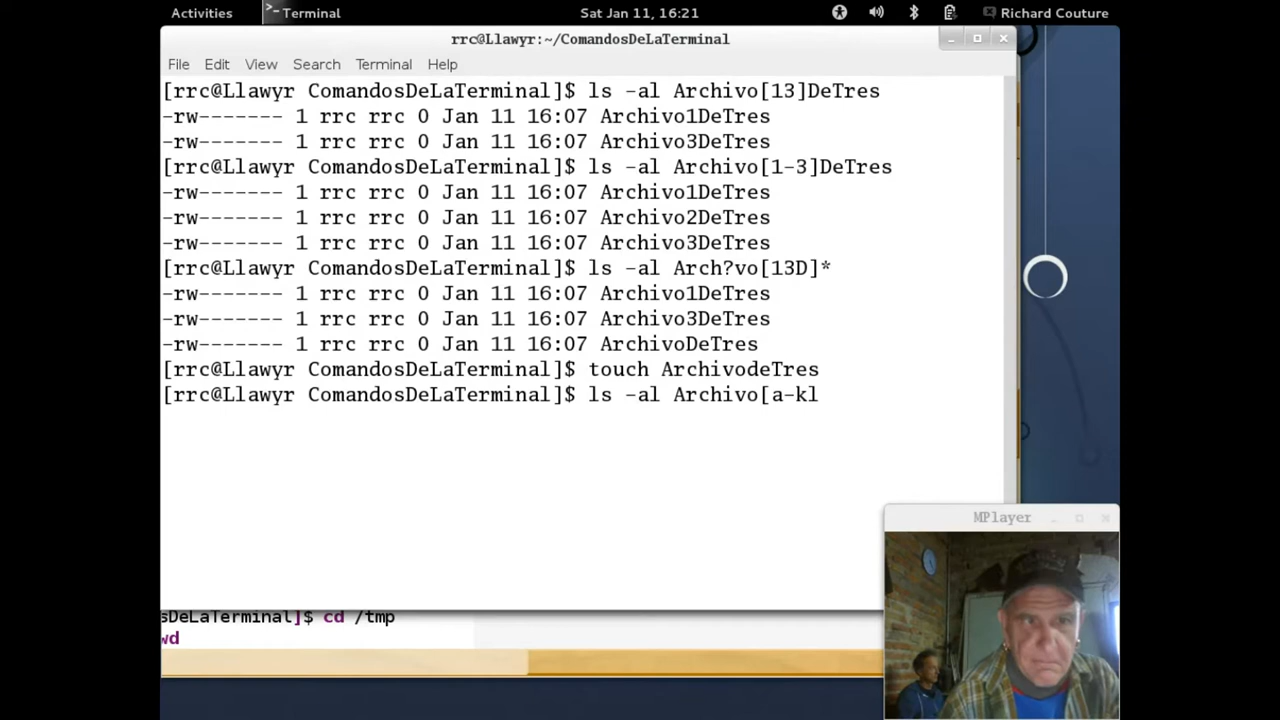 Activities Terminal Sat Jan 11, 16:21 Richard Couture
rrc@Llawyr:~/ComandosDeLaTerminal
File Edit View Search Terminal Help
[rrc@Llawyr ComandosDeLaTerminal]$ ls -al Archivo[13]DeTres
-rw------- 1 rrc rrc 0 Jan 11 16:07 Archivo1DeTres
-rw------- 1 rrc rrc 0 Jan 11 16:07 Archivo3DeTres
[rrc@Llawyr ComandosDeLaTerminal]$ ls -al Archivo[1-3]DeTres
-rw------- 1 rrc rrc 0 Jan 11 16:07 Archivo1DeTres
-rw------- 1 rrc rrc 0 Jan 11 16:07 Archivo2DeTres
-rw------- 1 rrc rrc 0 Jan 11 16:07 Archivo3DeTres
[rrc@Llawyr ComandosDeLaTerminal]$ ls -al Arch?vo[13D]*
-rw------- 1 rrc rrc 0 Jan 11 16:07 Archivo1DeTres
-rw------- 1 rrc rrc 0 Jan 11 16:07 Archivo3DeTres
-rw------- 1 rrc rrc 0 Jan 11 16:07 ArchivoDeTres
[rrc@Llawyr ComandosDeLaTerminal]$ touch ArchivodeTres
[rrc@Llawyr ComandosDeLaTerminal]$ ls -al Archivo[a-kl
MPlayer
sDeLaTerminal]$ cd /tmp
wd